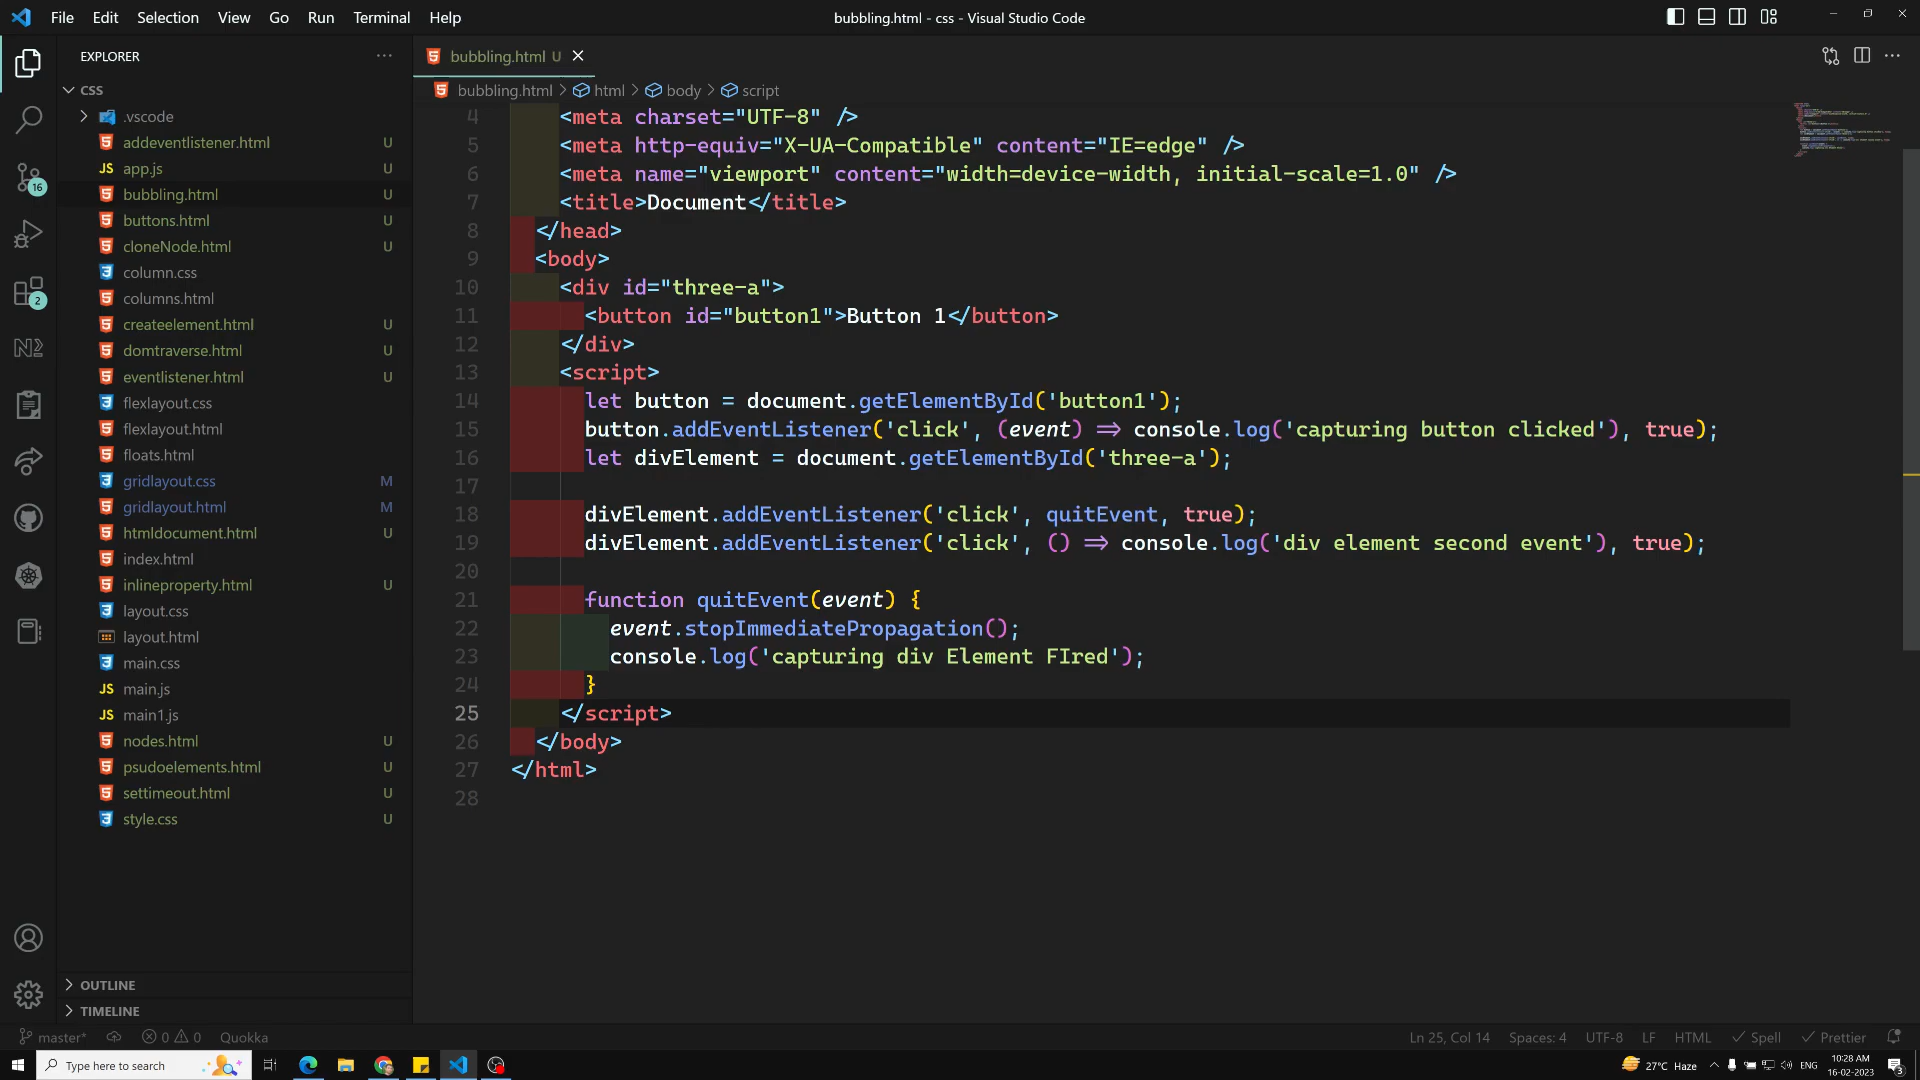 File Edit Selection View Go Run Terminal Help
bubbling.html - css - Visual Studio Code
EXPLORER
CSS
.vscode
addeventlistener.html U
app.js U
bubbling.html U
buttons.html U
cloneNode.html U
column.css
columns.html
createelement.html U
domtraverse.html U
eventlistener.html U
flexlayout.css
flexlayout.html
floats.html
gridlayout.css M
gridlayout.html M
htmldocument.html U
index.html
inlineproperty.html U
layout.css
layout.html
main.css
main.js
main1.js
nodes.html U
psudoelements.html U
settimeout.html U
style.css U
OUTLINE
TIMELINE
16
2
bubbling.html U
bubbling.html > html > body > script
4 <meta charset="UTF-8" />
5 <meta http-equiv="X-UA-Compatible" content="IE=edge" />
6 <meta name="viewport" content="width=device-width, initial-scale=1.0" />
7 <title>Document</title>
8 </head>
9 <body>
10 <div id="three-a">
11 <button id="button1">Button 1</button>
12 </div>
13 <script>
14 let button = document.getElementById('button1');
15 button.addEventListener('click', (event) => console.log('capturing button clicked'), true);
16 let divElement = document.getElementById('three-a');
17
18 divElement.addEventListener('click', quitEvent, true);
19 divElement.addEventListener('click', () => console.log('div element second event'), true);
20
21 function quitEvent(event) {
22 event.stopImmediatePropagation();
23 console.log('capturing div Element FIred');
24 }
25 </script>
26 </body>
27 </html>
28
master* 0 0 Quokka
Ln 25, Col 14 Spaces: 4 UTF-8 LF HTML Spell Prettier
Type here to search
27°C Haze ENG
10:28 AM
16-02-2023
3